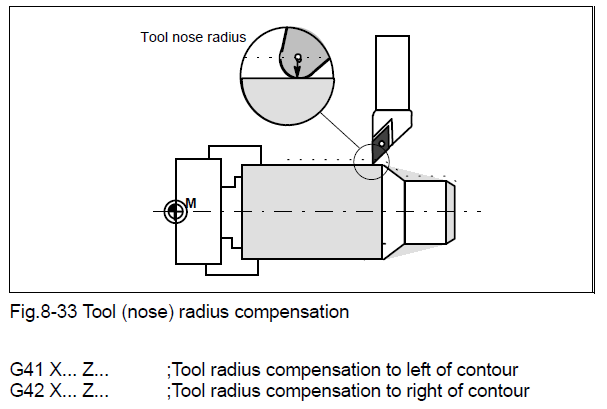 Tool nose radius
M
Fig.8-33 Tool (nose) radius compensation
G41 X... Z... ;Tool radius compensation to left of contour
G42 X... Z... ;Tool radius compensation to right of contour